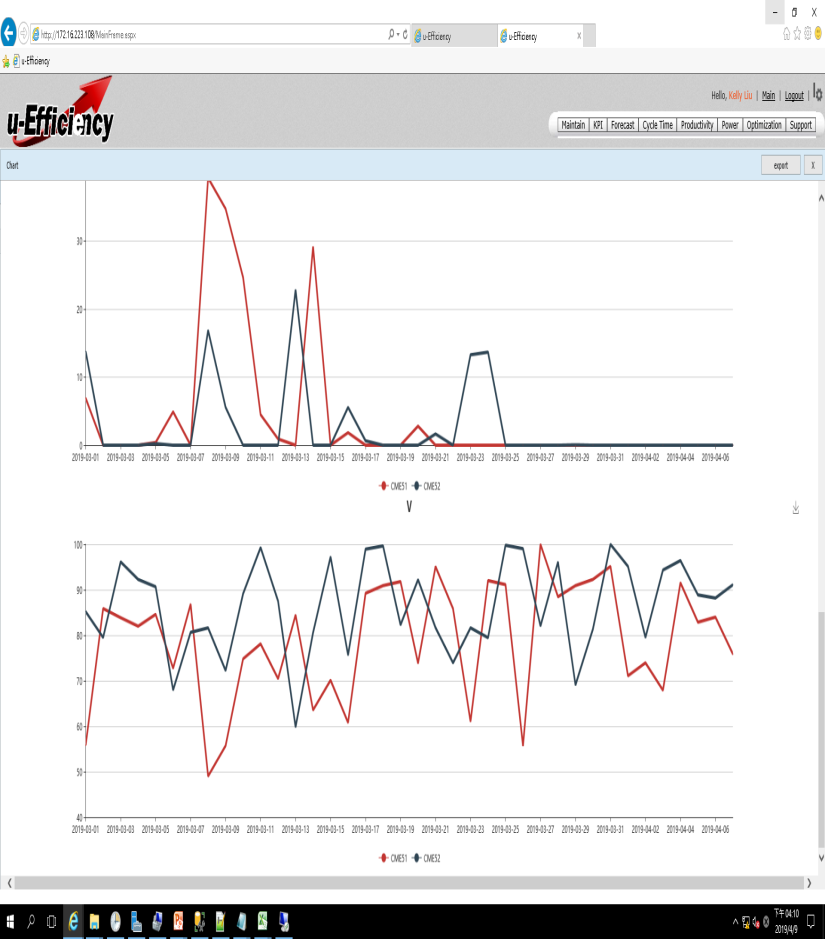 http://172.16.223.108/MainFrame.aspx
u-Efficiency
u-Efficiency
X
u-Efficiency
u-Efficiency
Hello, Kelly Liu | Main | Logout |
Maintain | KPI | Forecast | Cycle Time | Productivity | Power | Optimization | Support
Chart
export
X
30
20
10
0
2019-03-01 2019-03-03 2019-03-05 2019-03-07 2019-03-09 2019-03-11 2019-03-13 2019-03-15 2019-03-17 2019-03-19 2019-03-21 2019-03-23 2019-03-25 2019-03-27 2019-03-29 2019-03-31 2019-04-02 2019-04-04 2019-04-06
CME51 CME52
V
100
90
80
70
60
50
40
2019-03-01 2019-03-03 2019-03-05 2019-03-07 2019-03-09 2019-03-11 2019-03-13 2019-03-15 2019-03-17 2019-03-19 2019-03-21 2019-03-23 2019-03-25 2019-03-27 2019-03-29 2019-03-31 2019-04-02 2019-04-04 2019-04-06
CME51 CME52
下午 04:10
2019/4/9